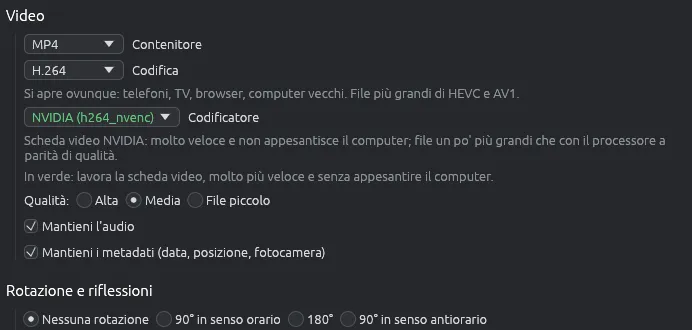 Video
MP4 Contenitore
H.264 Codifica
Si apre ovunque: telefoni, TV, browser, computer vecchi. File più grandi di HEVC e AV1.
NVIDIA (h264_nvenc) Codificatore
Scheda video NVIDIA: molto veloce e non appesantisce il computer; file un po' più grandi che con il processore a
parità di qualità.
In verde: lavora la scheda video, molto più veloce e senza appesantire il computer.
Qualità: Alta Media File piccolo
Mantieni l'audio
Mantieni i metadati (data, posizione, fotocamera)
Rotazione e riflessioni
Nessuna rotazione 90° in senso orario 180° 90° in senso antiorario